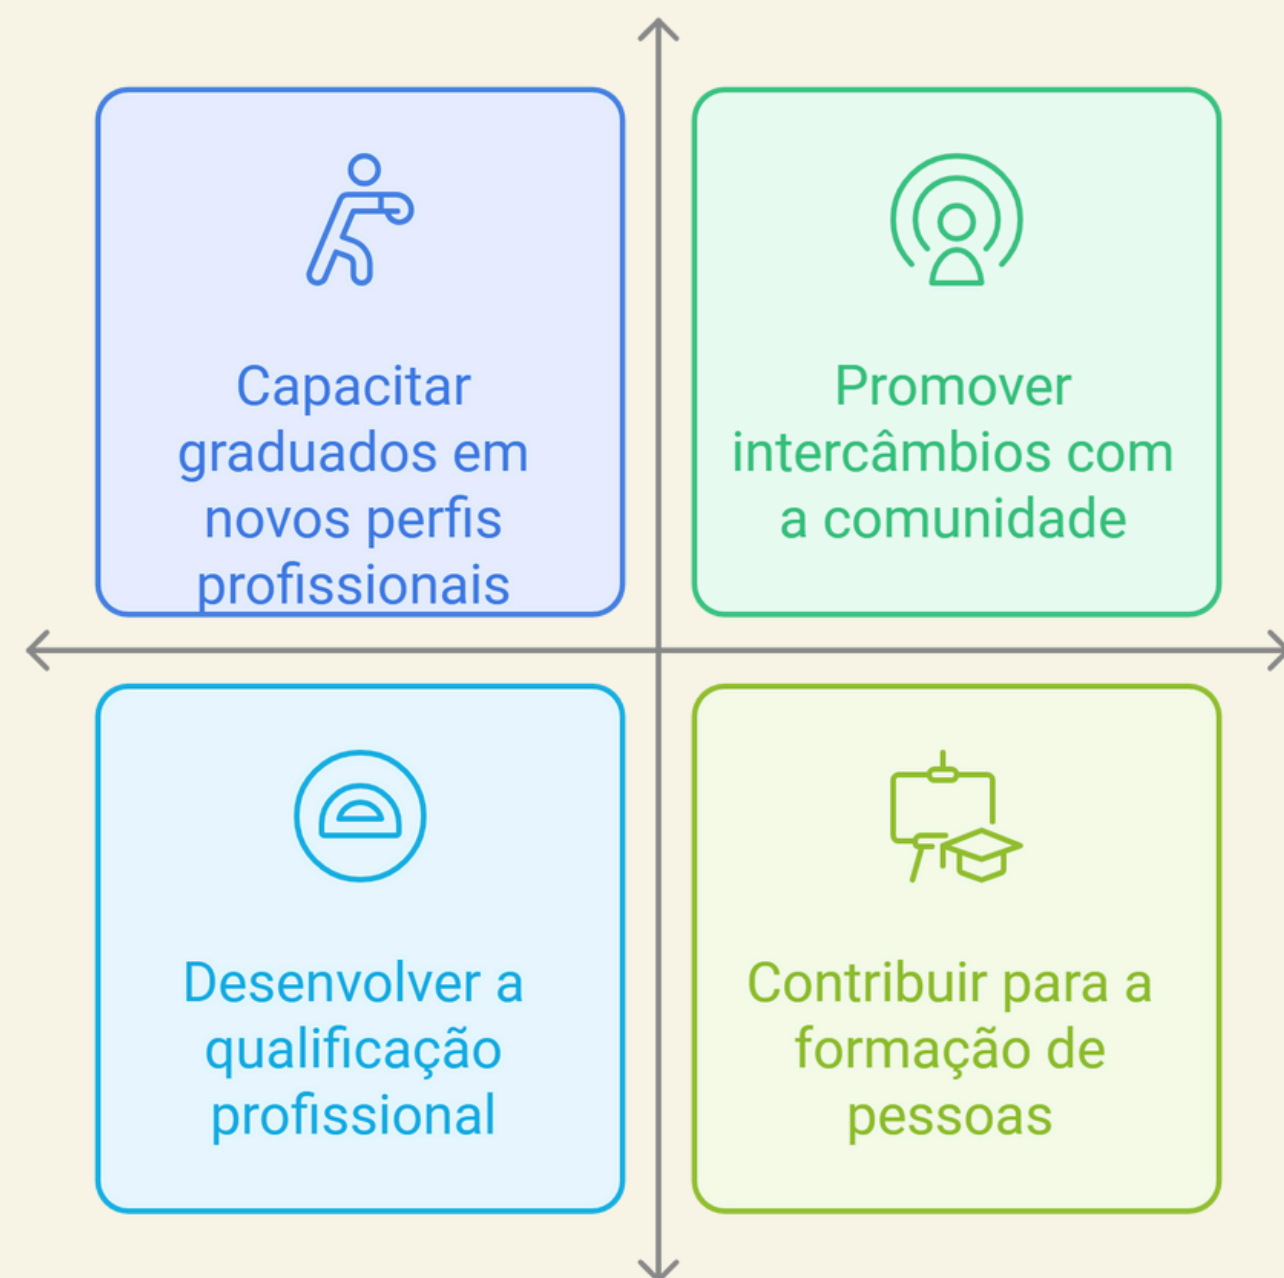 Capacitar
graduados em
novos perfis
profissionais
Promover
intercâmbios com
a comunidade
Desenvolver a
qualificação
profissional
Contribuir para a
formação de
pessoas